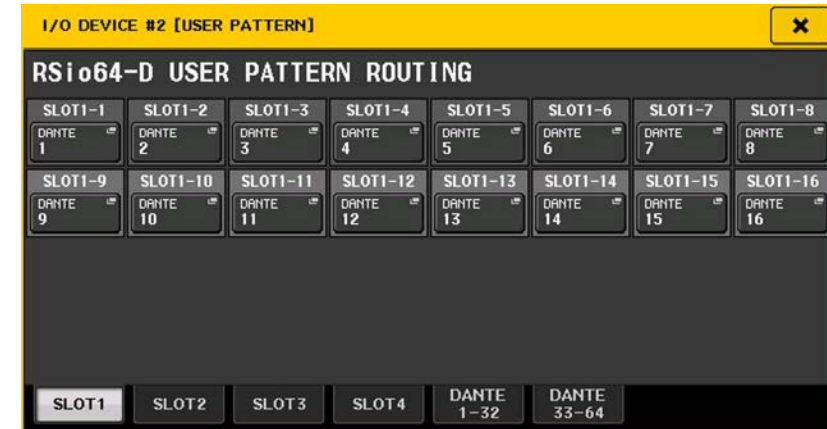 I/O DEVICE #2 [USER PATTERN]
RSio64-D USER PATTERN ROUTING
SLOT1-1 SLOT1-2 SLOT1-3 SLOT1-4 SLOT1-5 SLOT1-6 SLOT1-7 SLOT1-8
DANTE DANTE DANTE DANTE DANTE DANTE DANTE DANTE
1 2 3 4 5 6 7 8
SLOT1-9 SLOT1-10 SLOT1-11 SLOT1-12 SLOT1-13 SLOT1-14 SLOT1-15 SLOT1-16
DANTE DANTE DANTE DANTE DANTE DANTE DANTE DANTE
9 10 11 12 13 14 15 16
SLOT1 SLOT2 SLOT3 SLOT4 DANTE 1-32 DANTE 33-64